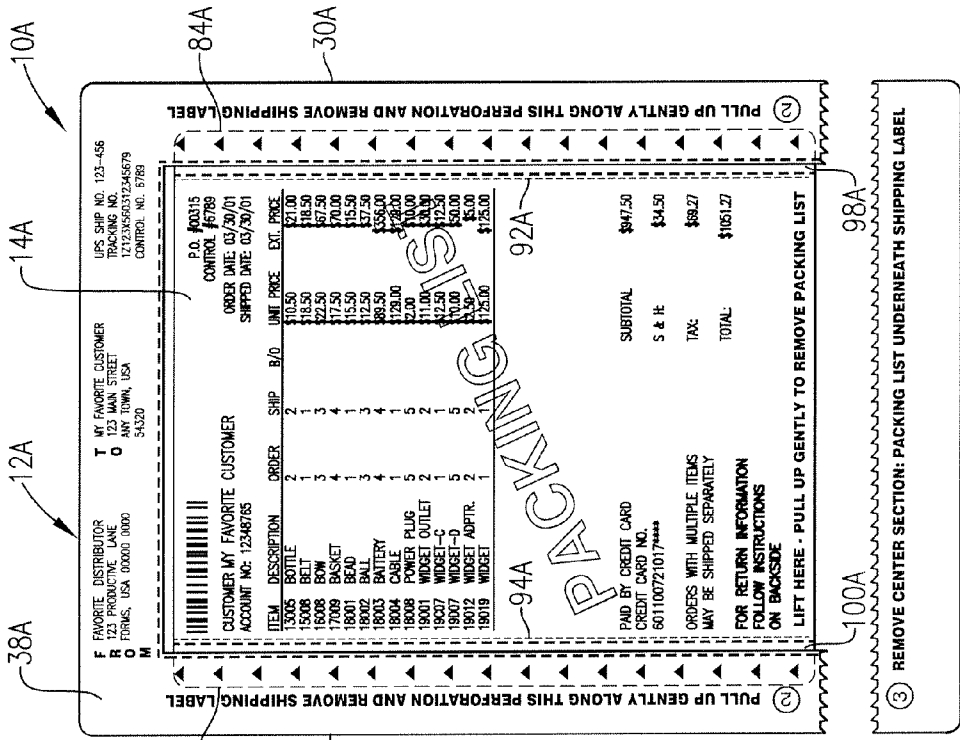 10A
12A
14A
38A
84A
30A
FROM
FAVORITE DISTRIBUTOR
123 PRODUCTIVE LANE
FORMS, USA 00000 0000
TO
MY FAVORITE CUSTOMER
123 MAIN STREET
ANY TOWN, USA
54320
UPS SHIP NO. 123-456
TRACKING NO.
1Z123X560312345679
CONTROL NO. 6789
P.O. #00315
CONTROL #6789
CUSTOMER MY FAVORITE CUSTOMER ORDER DATE: 03/30/01
ACCOUNT NO: 12348765 SHIPPED DATE: 03/30/01
ITEM DESCRIPTION ORDER SHIP B/O UNIT PRICE EXT. PRICE
13005 BOTTLE 2 2 $10.50 $21.00
15008 BELT 1 1 $18.50 $18.50
16008 BOW 3 3 $22.50 $67.50
17009 BASKET 4 4 $17.50 $70.00
18001 BEAD 1 1 $15.50 $15.50
18002 BALL 3 3 $12.50 $37.50
18003 BATTERY 4 4 $89.50 $356.00
18004 CABLE 1 1 $129.00 $129.00
18008 POWER PLUG 5 5 $2.00 $10.00
19001 WIDGET OUTLET 2 2 $11.00
19C07 WIDGET-C 1 1 $12.50 $12.50
19007 WIDGET-D 5 5 $10.00 $50.00
19012 WIDGET ADPTR. 2 2 $2.50 $5.00
19019 WIDGET 1 1 $125.00 $125.00
PACKING LIST
94A
92A
PAID BY CREDIT CARD SUBTOTAL $947.50
CREDIT CARD NO.
601100721017**** S & H: $34.50
ORDERS WITH MULTIPLE ITEMS TAX: $69.27
MAY BE SHIPPED SEPARATELY
TOTAL: $1051.27
FOR RETURN INFORMATION
FOLLOW INSTRUCTIONS
ON BACKSIDE
LIFT HERE - PULL UP GENTLY TO REMOVE PACKING LIST
PULL UP GENTLY ALONG THIS PERFORATION AND REMOVE SHIPPING LABEL
2
PULL UP GENTLY ALONG THIS PERFORATION AND REMOVE SHIPPING LABEL
2
100A
98A
3 REMOVE CENTER SECTION: PACKING LIST UNDERNEATH SHIPPING LABEL